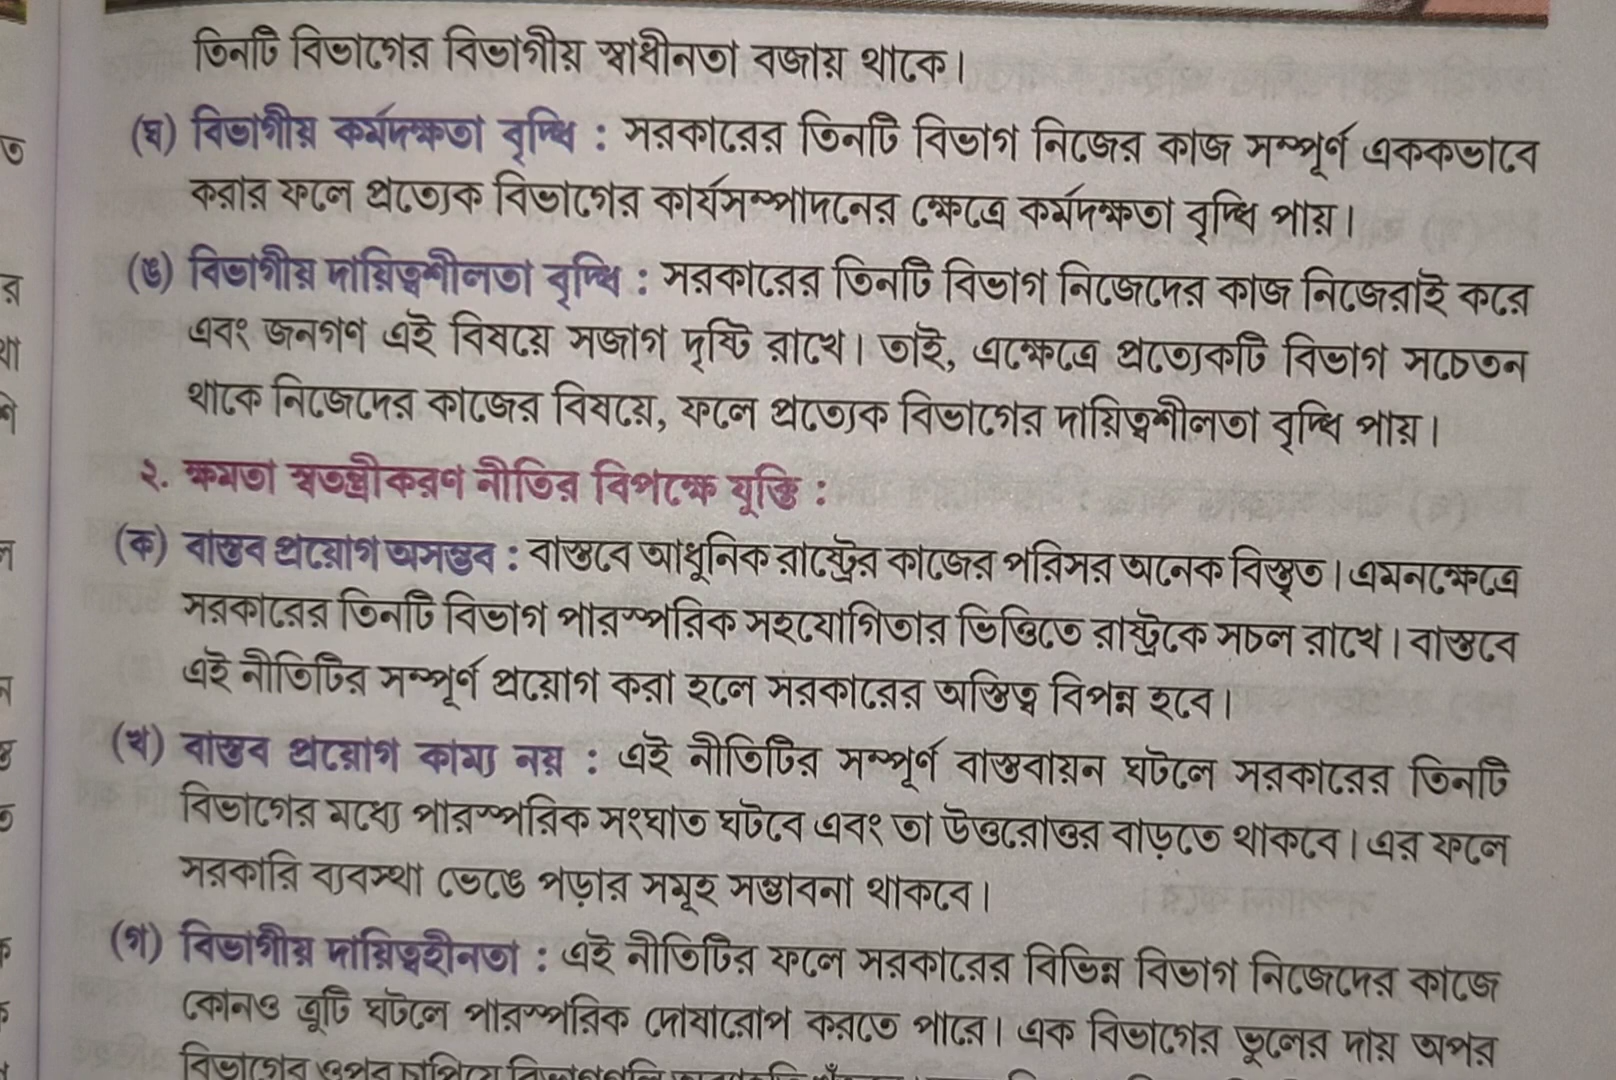 তিনটি বিভাগের বিভাগীয় স্বাধীনতা বজায় থাকে।
(ঘ) বিভাগীয় কর্মদক্ষতা বৃদ্ধি : সরকারের তিনটি বিভাগ নিজের কাজ সম্পূর্ণ এককভাবে
করার ফলে প্রত্যেক বিভাগের কার্যসম্পাদনের ক্ষেত্রে কর্মদক্ষতা বৃদ্ধি পায়।
(ঙ) বিভাগীয় দায়িত্বশীলতা বৃদ্ধি : সরকারের তিনটি বিভাগ নিজেদের কাজ নিজেরাই করে
এবং জনগণ এই বিষয়ে সজাগ দৃষ্টি রাখে। তাই, এক্ষেত্রে প্রত্যেকটি বিভাগ সচেতন
থাকে নিজেদের কাজের বিষয়ে, ফলে প্রত্যেক বিভাগের দায়িত্বশীলতা বৃদ্ধি পায়।
২. ক্ষমতা স্বতন্ত্রীকরণ নীতির বিপক্ষে যুক্তি :
(ক) বাস্তব প্রয়োগ অসম্ভব : বাস্তবে আধুনিক রাষ্ট্রের কাজের পরিসর অনেক বিস্তৃত। এমনক্ষেত্রে
সরকারের তিনটি বিভাগ পারস্পরিক সহযোগিতার ভিত্তিতে রাষ্ট্রকে সচল রাখে। বাস্তবে
এই নীতিটির সম্পূর্ণ প্রয়োগ করা হলে সরকারের অস্তিত্ব বিপন্ন হবে।
(খ) বাস্তব প্রয়োগ কাম্য নয় : এই নীতিটির সম্পূর্ণ বাস্তবায়ন ঘটলে সরকারের তিনটি
বিভাগের মধ্যে পারস্পরিক সংঘাত ঘটবে এবং তা উত্তরোত্তর বাড়তে থাকবে। এর ফলে
সরকারি ব্যবস্থা ভেঙে পড়ার সমূহ সম্ভাবনা থাকবে।
(গ) বিভাগীয় দায়িত্বহীনতা : এই নীতিটির ফলে সরকারের বিভিন্ন বিভাগ নিজেদের কাজে
কোনও ত্রুটি ঘটলে পারস্পরিক দোষারোপ করতে পারে। এক বিভাগের ভুলের দায় অপর
বিভাগের ওপর চাপিয়ে